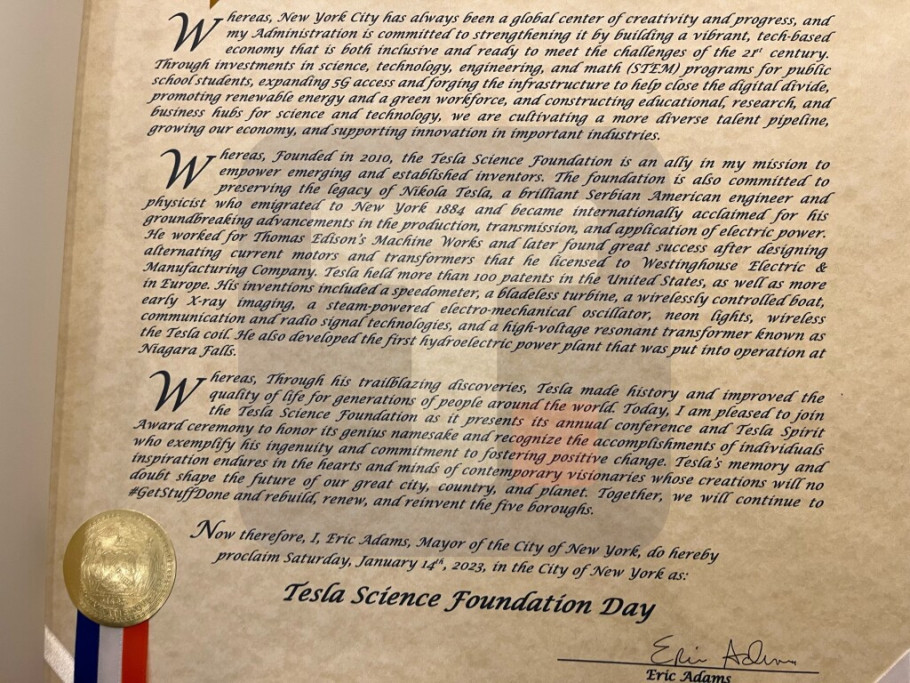 Whereas, New York City has always been a global center of creativity and progress, and
my Administration is committed to strengthening it by building a vibrant, tech-based
economy that is both inclusive and ready to meet the challenges of the 21st century.
Through investments in science, technology, engineering, and math (STEM) programs for public
school students, expanding 5G access and forging the infrastructure to help close the digital divide,
promoting renewable energy and a green workforce, and constructing educational, research, and
business hubs for science and technology, we are cultivating a more diverse talent pipeline,
growing our economy, and supporting innovation in important industries.
Whereas, Founded in 2010, the Tesla Science Foundation is an ally in my mission to
empower emerging and established inventors. The foundation is also committed to
preserving the legacy of Nikola Tesla, a brilliant Serbian American engineer and
physicist who emigrated to New York 1884 and became internationally acclaimed for his
groundbreaking advancements in the production, transmission, and application of electric power.
He worked for Thomas Edison's Machine Works and later found great success after designing
alternating current motors and transformers that he licensed to Westinghouse Electric &
Manufacturing Company. Tesla held more than 100 patents in the United States, as well as more
in Europe. His inventions included a speedometer, a bladeless turbine, a wirelessly controlled boat,
early X-ray imaging, a steam-powered electro-mechanical oscillator, neon lights, wireless
communication and radio signal technologies, and a high-voltage resonant transformer known as
the Tesla coil. He also developed the first hydroelectric power plant that was put into operation at
Niagara Falls.
Whereas, Through his trailblazing discoveries, Tesla made history and improved the
quality of life for generations of people around the world. Today, I am pleased to join
the Tesla Science Foundation as it presents its annual conference and Tesla Spirit
Award ceremony to honor its genius namesake and recognize the accomplishments of individuals
who exemplify his ingenuity and commitment to fostering positive change. Tesla's memory and
inspiration endures in the hearts and minds of contemporary visionaries whose creations will no
doubt shape the future of our great city, country, and planet. Together, we will continue to
#GetStuffDone and rebuild, renew, and reinvent the five boroughs.
Now therefore, I, Eric Adams, Mayor of the City of New York, do hereby
proclaim Saturday, January 14th, 2023, in the City of New York as:
Tesla Science Foundation Day
Eric Adams
Eric Adams